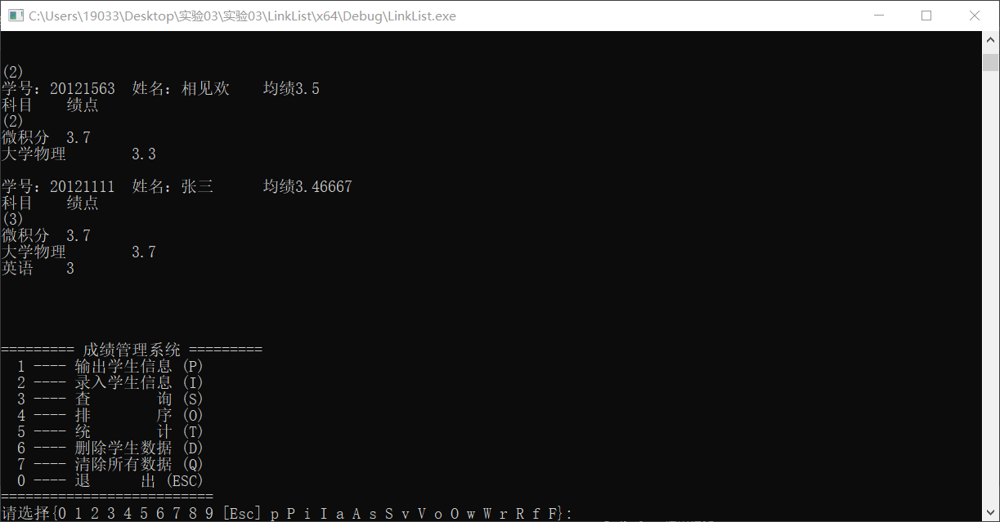 C:\Users\19033\Desktop\实验03\实验03\LinkList\x64\Debug\LinkList.exe
(2)
学号：20121563  姓名：相见欢    均绩3.5
科目    绩点
(2)
微积分  3.7
大学物理        3.3
学号：20121111  姓名：张三      均绩3.46667
科目    绩点
(3)
微积分  3.7
大学物理        3.7
英语    3
========= 成绩管理系统 =========
1 ---- 输出学生信息 (P)
2 ---- 录入学生信息 (I)
3 ---- 查        询 (S)
4 ---- 排        序 (O)
5 ---- 统        计 (T)
6 ---- 删除学生数据 (D)
7 ---- 清除所有数据 (Q)
0 ---- 退      出 (ESC)
==========================
请选择{0 1 2 3 4 5 6 7 8 9 [Esc] p P i I a A s S v V o O w W r R f F}: